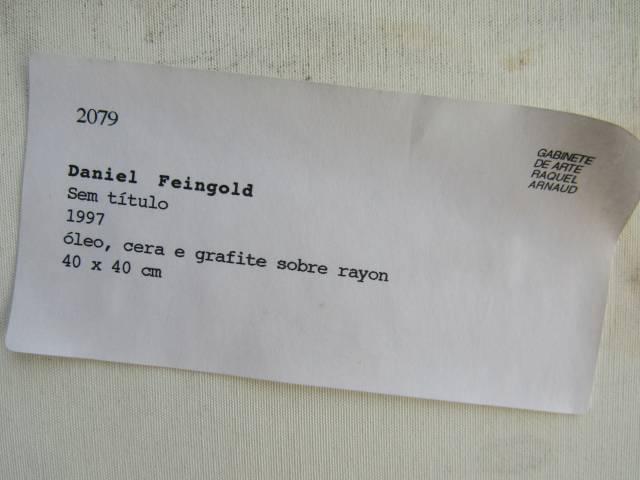 2079
GABINETE
DE ARTE
RAQUEL
ARNAUD
Daniel Feingold
Sem título
1997
óleo, cera e grafite sobre rayon
40 x 40 cm